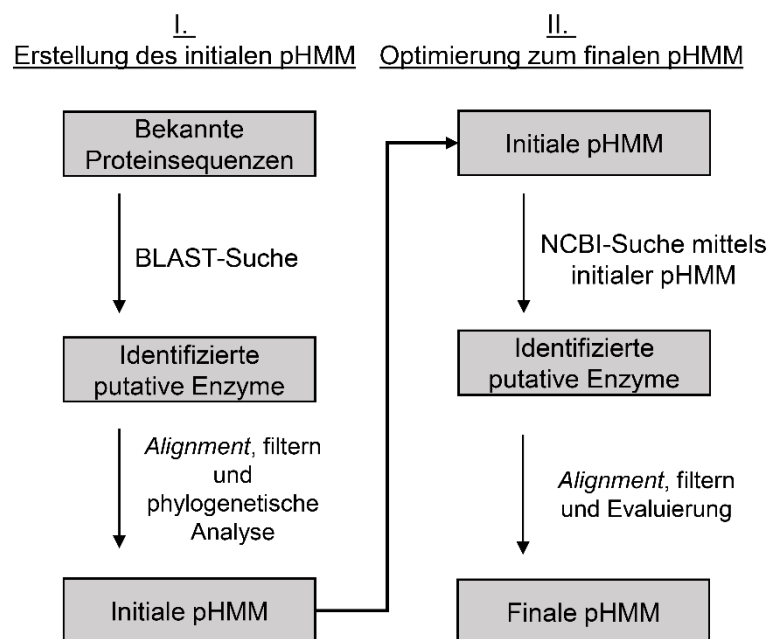 I.
Erstellung des initialen pHMM
Bekannte
Proteinsequenzen
BLAST-Suche
Identifizierte
putative Enzyme
Alignment, filtern
und
phylogenetische
Analyse
Initiale pHMM
II.
Optimierung zum finalen pHMM
Initiale pHMM
NCBI-Suche mittels
initialer pHMM
Identifizierte
putative Enzyme
Alignment, filtern
und Evaluierung
Finale pHMM